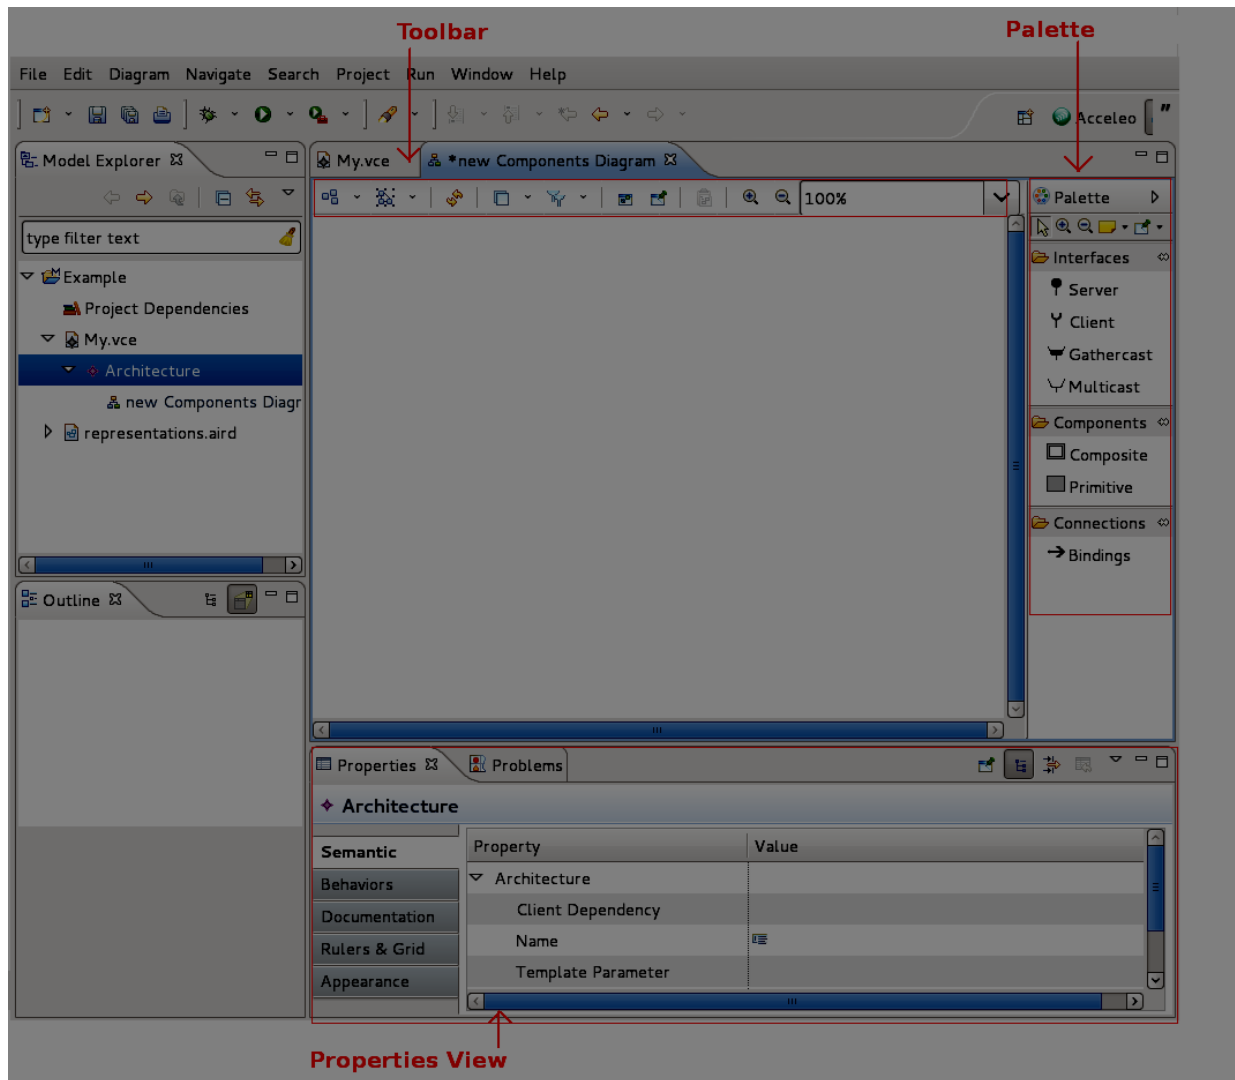 Toolbar
Palette
File Edit Diagram Navigate Search Project Run Window Help
Acceleo "
Model Explorer
My.vce
*new Components Diagram
100%
Palette
type filter text
Example
Project Dependencies
My.vce
Architecture
new Components Diagr
representations.aird
Interfaces
Server
Client
Gathercast
Multicast
Components
Composite
Primitive
Connections
Bindings
Outline
Properties
Problems
Architecture
Semantic
Behaviors
Documentation
Rulers & Grid
Appearance
Property Value
Architecture
Client Dependency
Name
Template Parameter
Properties View